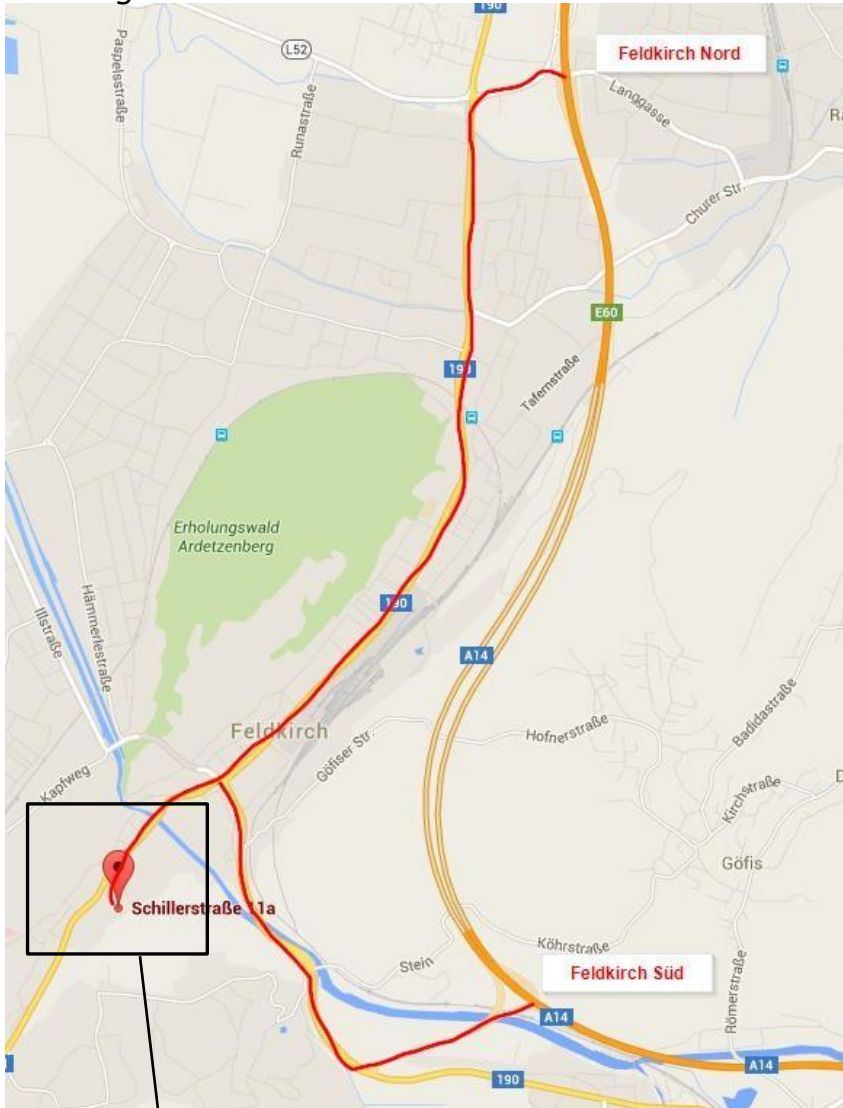 190
Feldkirch Nord
L52
Paspelsstraße
Runastraße
Langgasse
Churer Str.
E60
190
Tafernstraße
Erholungswald
Ardetzenberg
Hämmerlestraße
Illstraße
190
A14
Badidastraße
Hofnerstraße
Feldkirch
Göfiser Str.
Kapfweg
Kirchstraße
Göfis
Schillerstraße 11a
Köhrstraße
Stein
Feldkirch Süd
Römerstraße
A14
A14
190